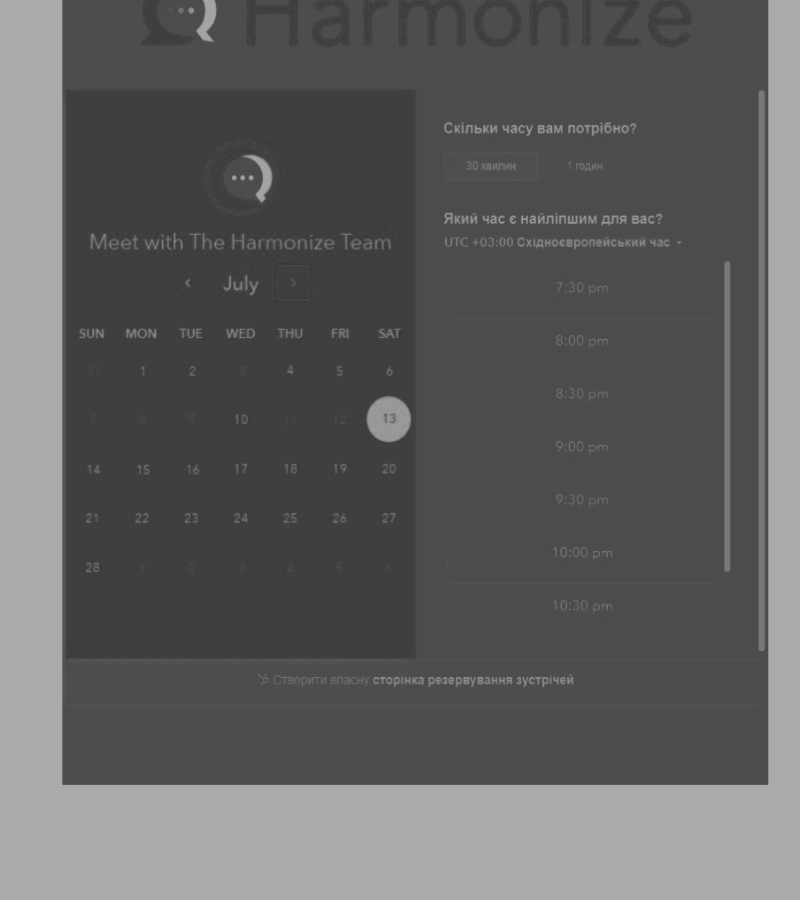 Harmonize
Meet with The Harmonize Team
‹ July ›
SUN MON TUE WED THU FRI SAT
31 1 2 3 4 5 6
7 8 9 10 11 12 13
14 15 16 17 18 19 20
21 22 23 24 25 26 27
28 1 2 3 4 5 6
Скільки часу вам потрібно?
30 хвилин 1 годин
Який час є найліпшим для вас?
UTC +03:00 Східноєвропейський час
7:30 pm
8:00 pm
8:30 pm
9:00 pm
9:30 pm
10:00 pm
10:30 pm
Створити власну сторінка резервування зустрічей